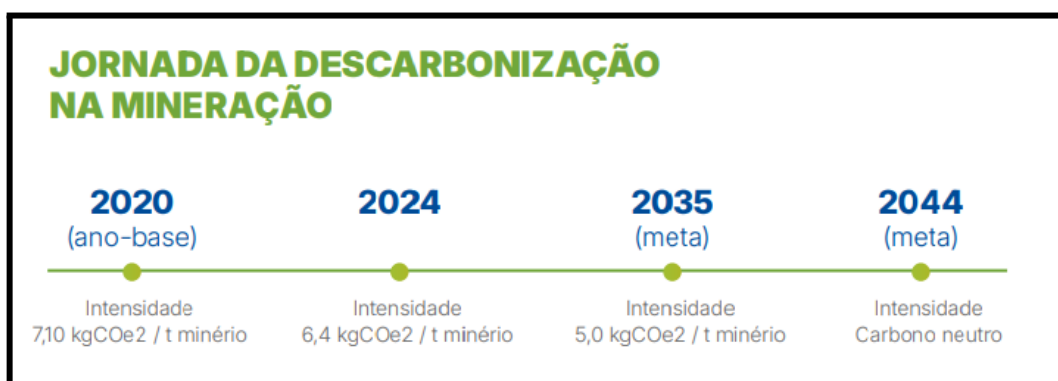 JORNADA DA DESCARBONIZAÇÃO
NA MINERAÇÃO
2020
(ano-base)
Intensidade
7,10 kgCOe2 / t minério
2024
Intensidade
6,4 kgCOe2 / t minério
2035
(meta)
Intensidade
5,0 kgCOe2 / t minério
2044
(meta)
Intensidade
Carbono neutro